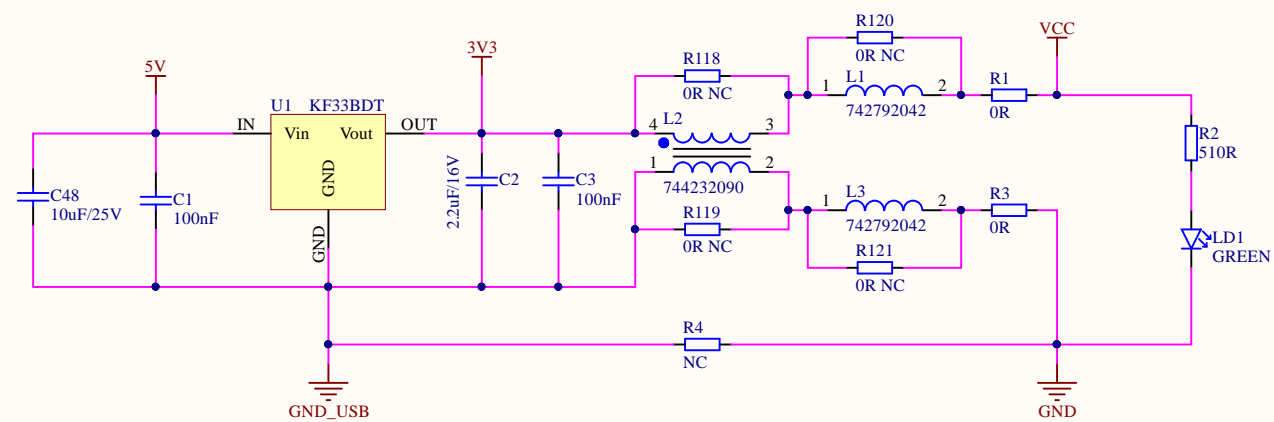 5V
U1 KF33BDT
IN
Vin
Vout
OUT
GND
GND
C48
10uF/25V
C1
100nF
3V3
C2
2.2uF/16V
C3
100nF
R118
0R NC
L2
4
3
1
2
744232090
R119
0R NC
R120
0R NC
L1
1
2
742792042
R1
0R
VCC
L3
1
2
742792042
R3
0R
R121
0R NC
R2
510R
LD1
GREEN
R4
NC
GND_USB
GND